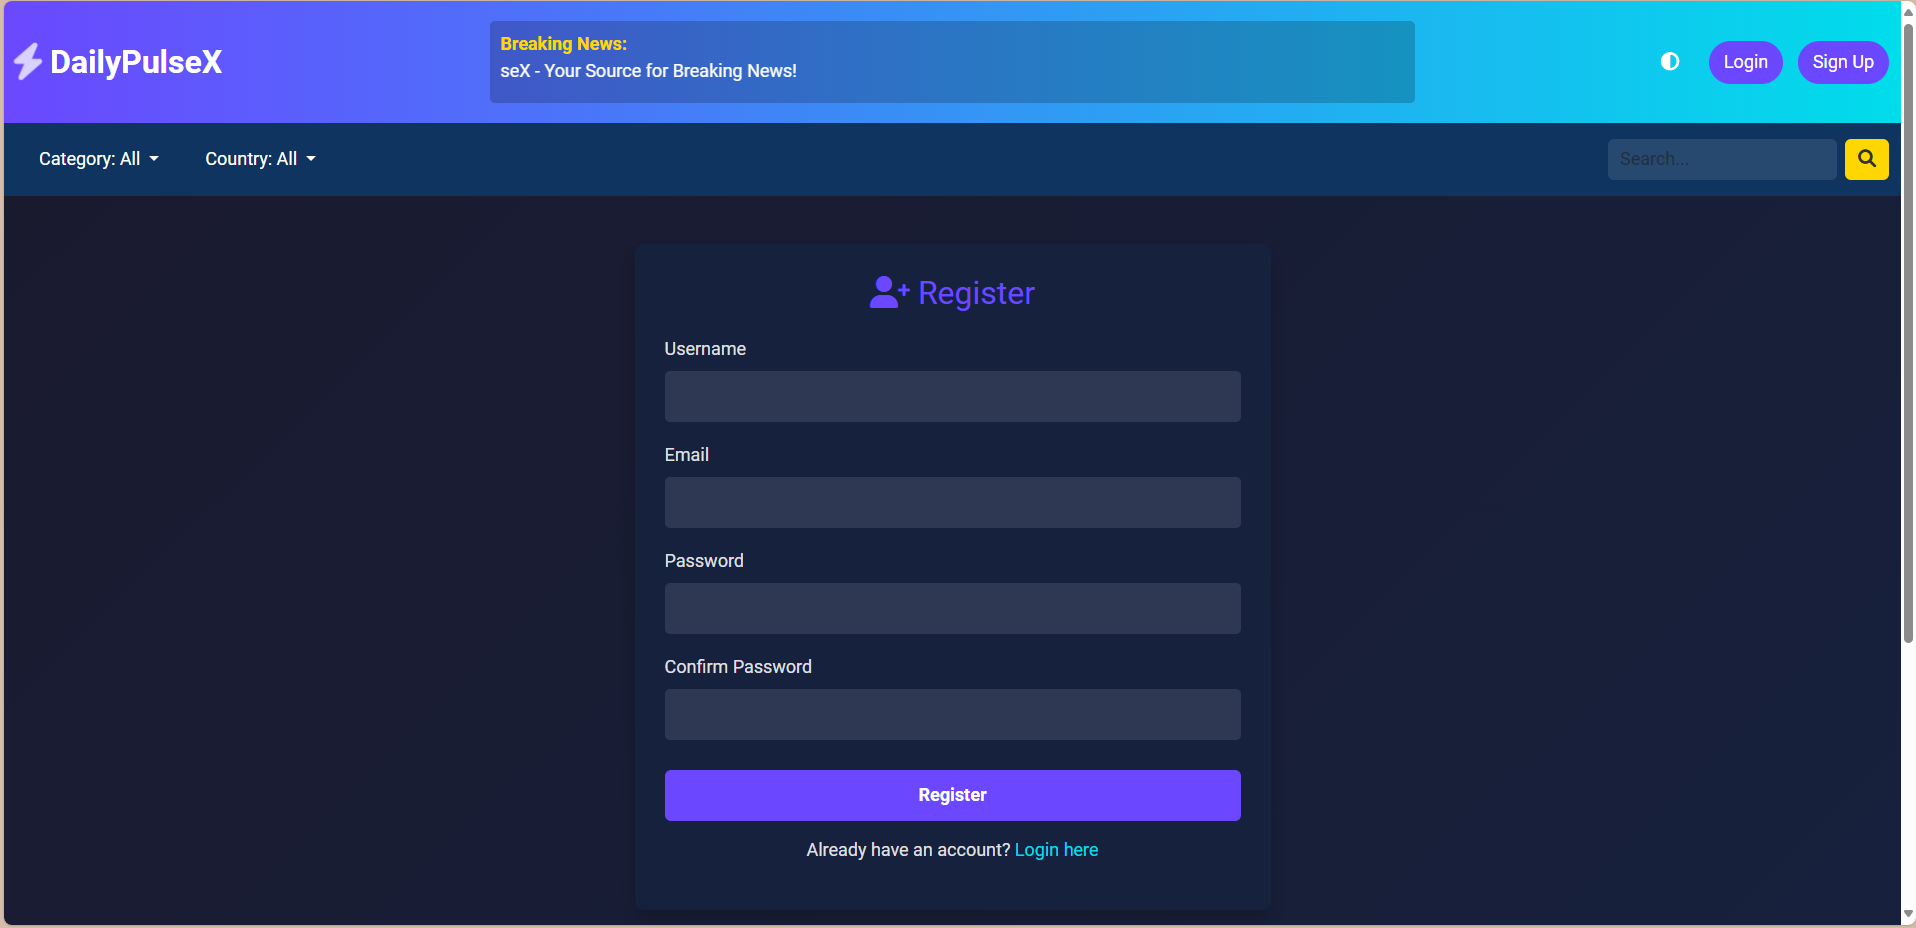 DailyPulseX
Breaking News:
seX - Your Source for Breaking News!
Login
Sign Up
Category: All
Country: All
Search...
Register
Username
Email
Password
Confirm Password
Register
Already have an account? Login here